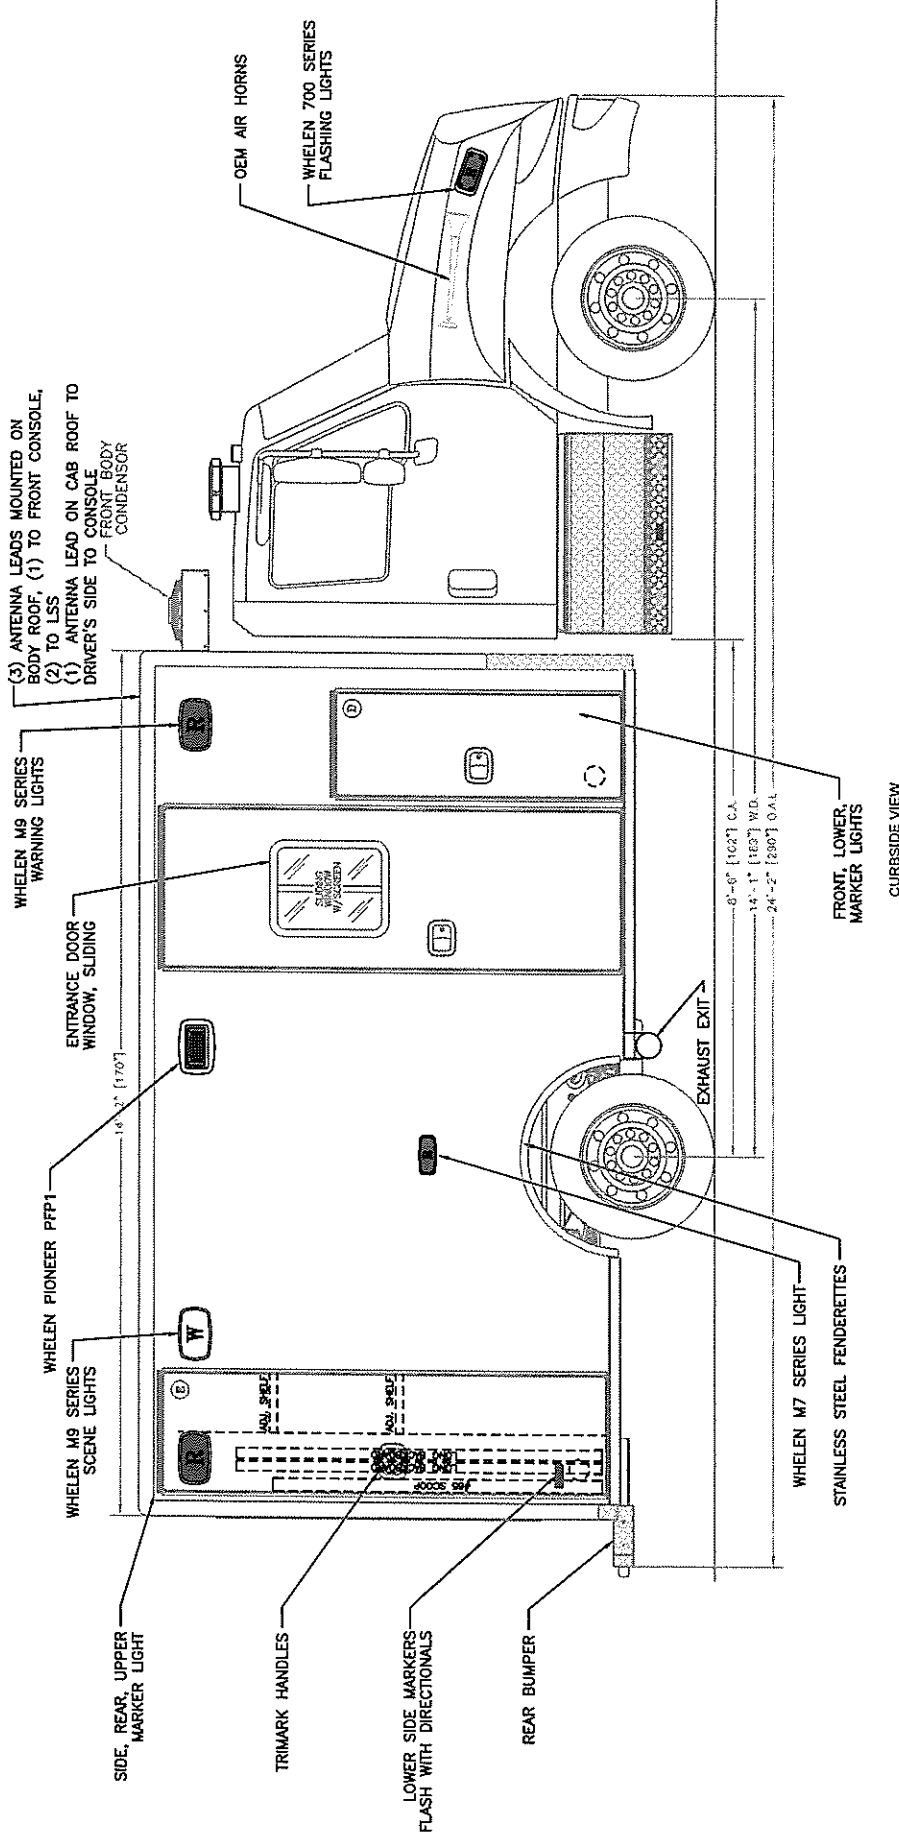 SIDE, REAR, UPPER
MARKER LIGHT
WHELEN M9 SERIES
SCENE LIGHTS
WHELEN PIONEER PFP1
ENTRANCE DOOR
WINDOW, SLIDING
WHELEN M9 SERIES
WARNING LIGHTS
(3) ANTENNA LEADS MOUNTED ON
BODY ROOF, (1) TO FRONT CONSOLE,
(2) TO LSS
(1) ANTENNA LEAD ON CAB ROOF TO
DRIVER'S SIDE TO CONSOLE
FRONT BODY
CONDENSOR
OEM AIR HORNS
WHELEN 700 SERIES
FLASHING LIGHTS
14'-2" [170"]
R
E
W
R
D
ADJ. SHELF
ADJ. SHELF
SLIDING
WINDOW
W/SCREEN
R
TRIMARK HANDLES
LOWER SIDE MARKERS
FLASH WITH DIRECTIONALS
REAR BUMPER
EXHAUST EXIT
8'-6" [102"] C.A.
14'-1" [169"] W.B.
24'-2" [290"] O.A.L.
WHELEN M7 SERIES LIGHT
STAINLESS STEEL FENDERETTES
FRONT, LOWER,
MARKER LIGHTS
CURBSIDE VIEW